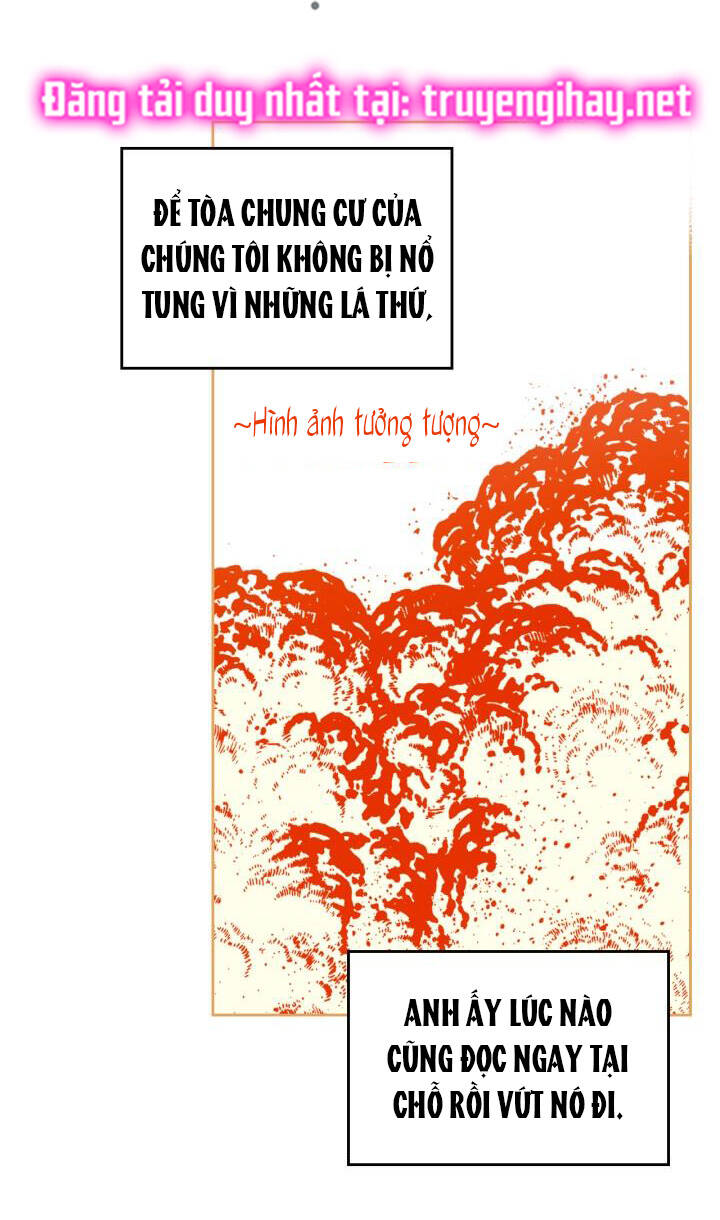 Đăng tải duy nhất tại: truyengihay.net
ĐỂ TÒA CHUNG CƯ CỦA
CHÚNG TÔI KHÔNG BỊ NỔ
TUNG VÌ NHỮNG LÁ THỨ,
~Hình ảnh tưởng tượng~
ANH ẤY LÚC NÀO
CŨNG ĐỌC NGAY TẠI
CHỖ RỒI VỨT NÓ ĐI.